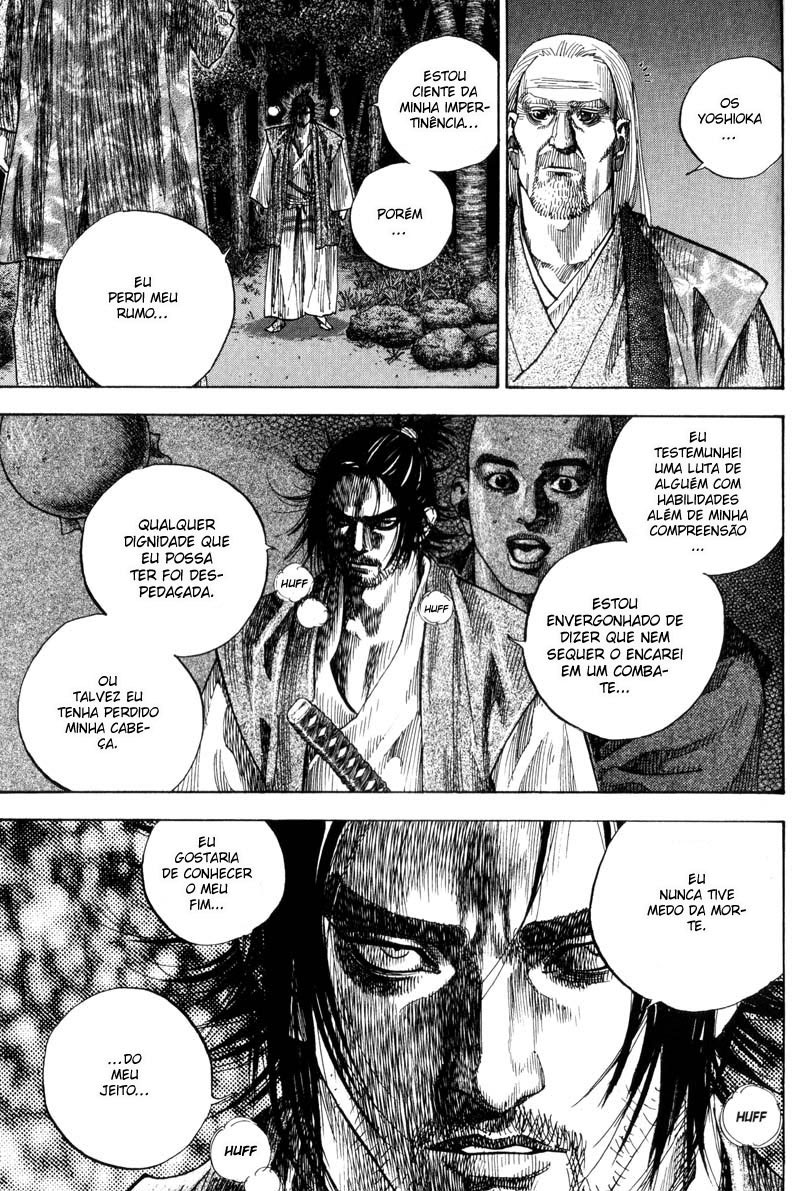 OS
YOSHIOKA
...
ESTOU
CIENTE DA
MINHA IMPER-
TINÊNCIA...
PORÉM
...
EU
PERDI MEU
RUMO...
EU
TESTEMUNHEI
UMA LUTA DE
ALGUÉM COM
HABILIDADES
ALÉM DE MINHA
COMPREENSÃO
...
ESTOU
ENVERGONHADO DE
DIZER QUE NEM
SEQUER O ENCAREI
EM UM COMBA-
TE...
HUFF
HUFF
QUALQUER
DIGNIDADE QUE
EU POSSA
TER FOI DES-
PEDAÇADA.
OU
TALVEZ EU
TENHA PERDIDO
MINHA CABE-
ÇA.
EU
NUNCA TIVE
MEDO DA MOR-
TE.
EU
GOSTARIA
DE CONHECER
O MEU
FIM...
...DO
MEU
JEITO...
HUFF
HUFF